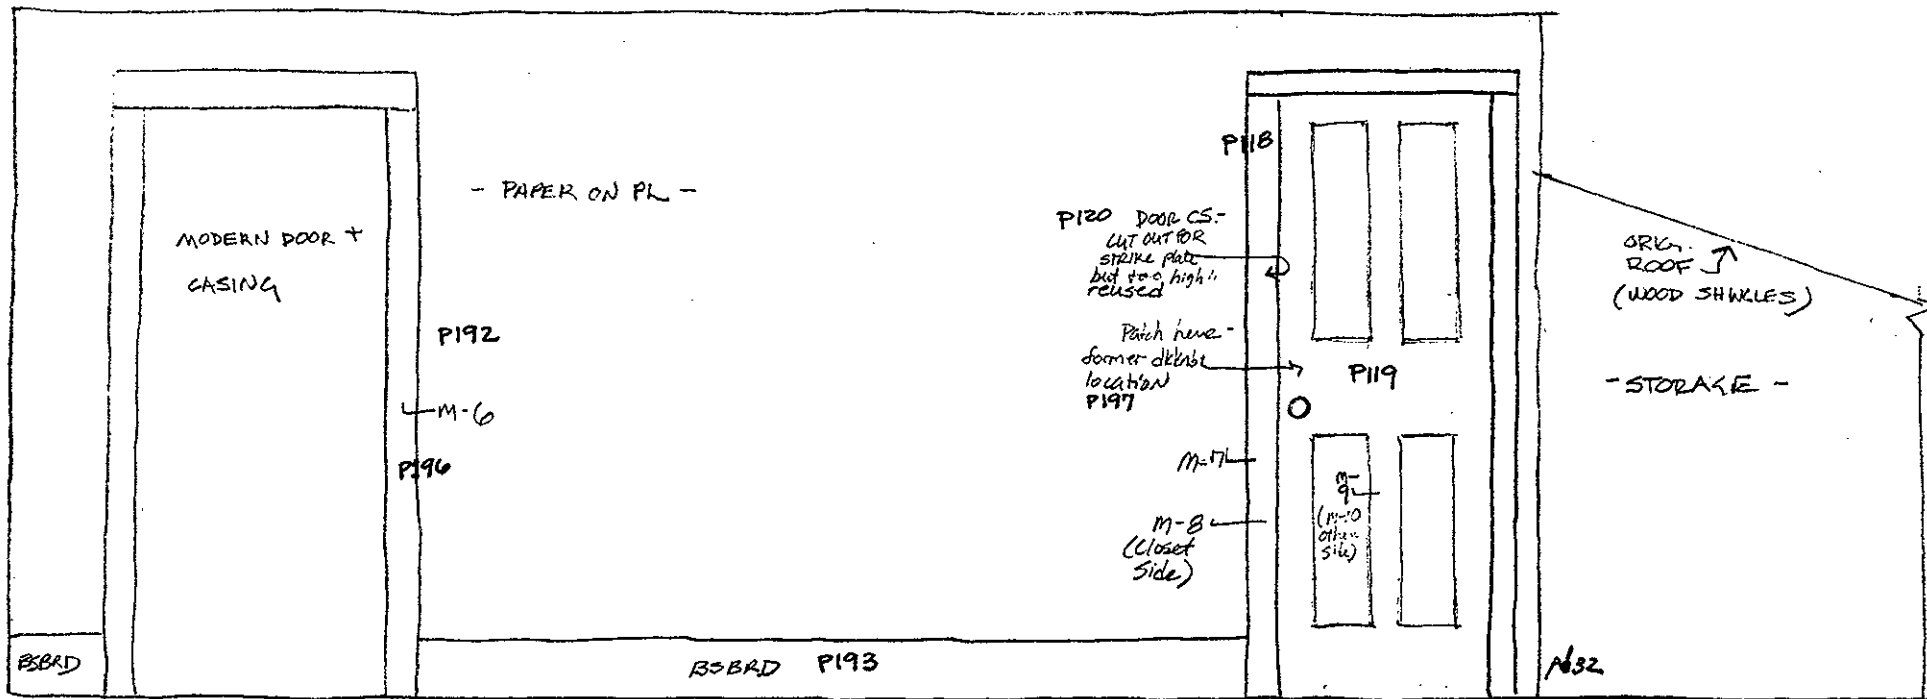 - PAPER ON PL -
MODERN DOOR +
CASING
P192
M-6
P196
P118
P120 DOOR CS.-
CUT OUT FOR
strike plate
but too high
reused
Patch here -
former
location
P197
P119
M-7
M-8
(Closet
Side)
M-
9
(M-10
other
side)
ORIG.
ROOF
(WOOD SHINGLES)
- STORAGE -
BSBRD
BSBRD P193